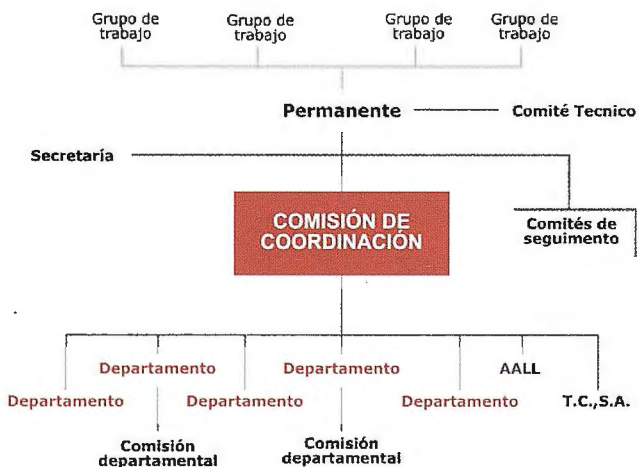 Grupo de
trabajo
Grupo de
trabajo
Grupo de
trabajo
Grupo de
trabajo
Permanente
Comité Tecnico
Secretaría
COMISIÓN DE
COORDINACIÓN
Comités de
seguimento
Departamento
Departamento
AALL
Departamento
Departamento
Departamento
T.C.,S.A.
Comisión
departamental
Comisión
departamental